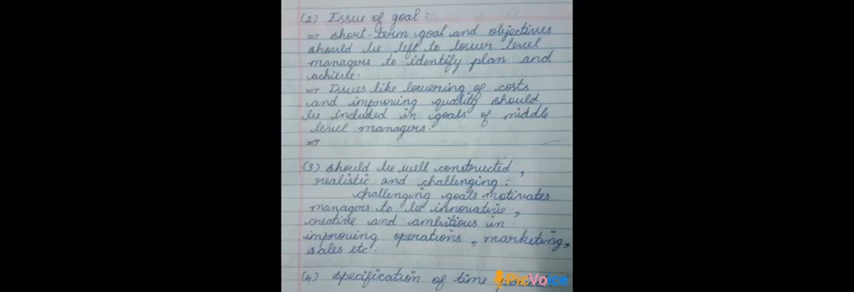 (2) Issue of goal :
⇒ short-term goal and objectives
should be left to lower level
managers to identify plan and
achieve.
⇒ Issues like lowering of costs
and improving quality should
be included in goals of middle
level managers.
⇒
(3) should be well constructed,
realistic and challenging :
challenging goals motivates
managers to be innovative,
creative and ambitious in
improving operations, marketing,
sales etc.
(4) specification of time